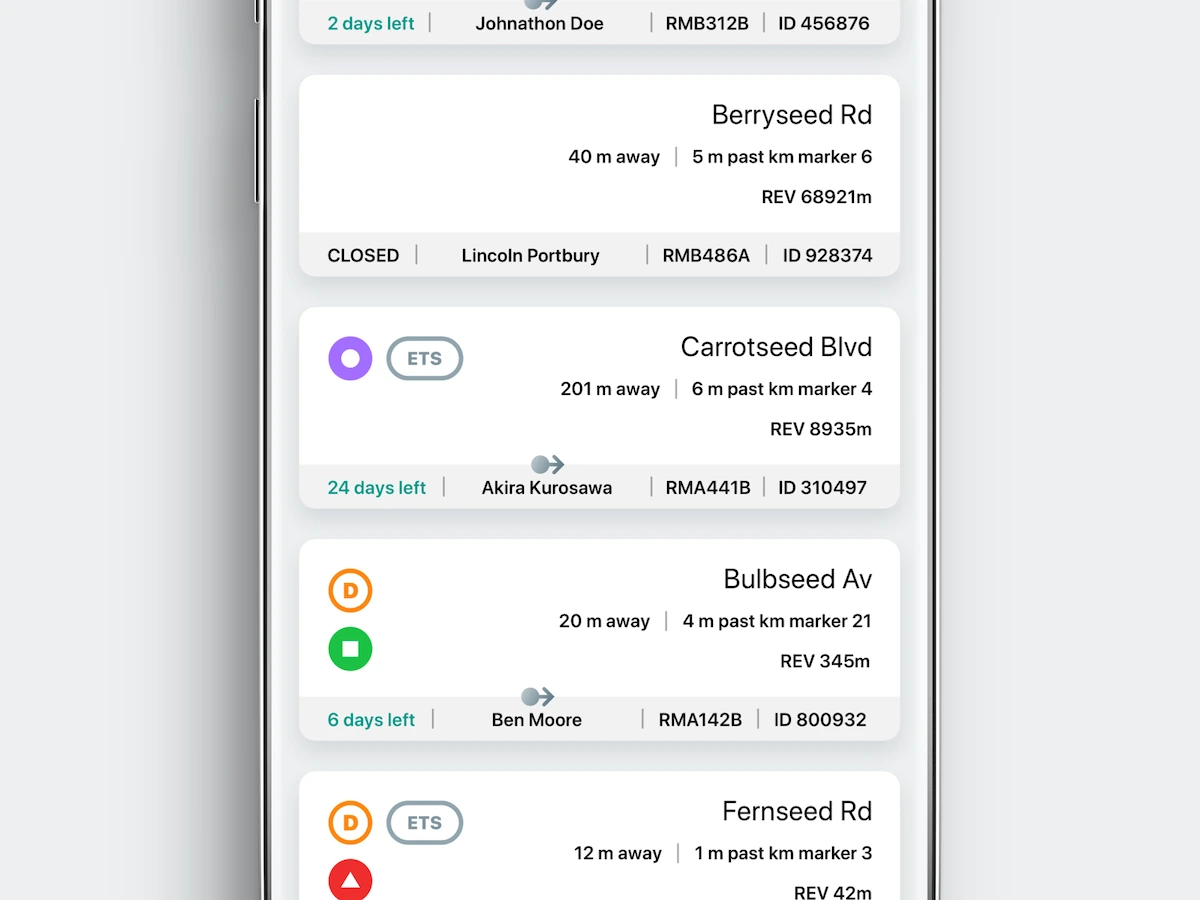 2 days left | Johnathon Doe | RMB312B | ID 456876
Berryseed Rd
40 m away | 5 m past km marker 6
REV 68921m
CLOSED | Lincoln Portbury | RMB486A | ID 928374
ETS Carrotseed Blvd
201 m away | 6 m past km marker 4
REV 8935m
24 days left | Akira Kurosawa | RMA441B | ID 310497
D Bulbseed Av
20 m away | 4 m past km marker 21
REV 345m
6 days left | Ben Moore | RMA142B | ID 800932
D ETS Fernseed Rd
12 m away | 1 m past km marker 3
REV 42m